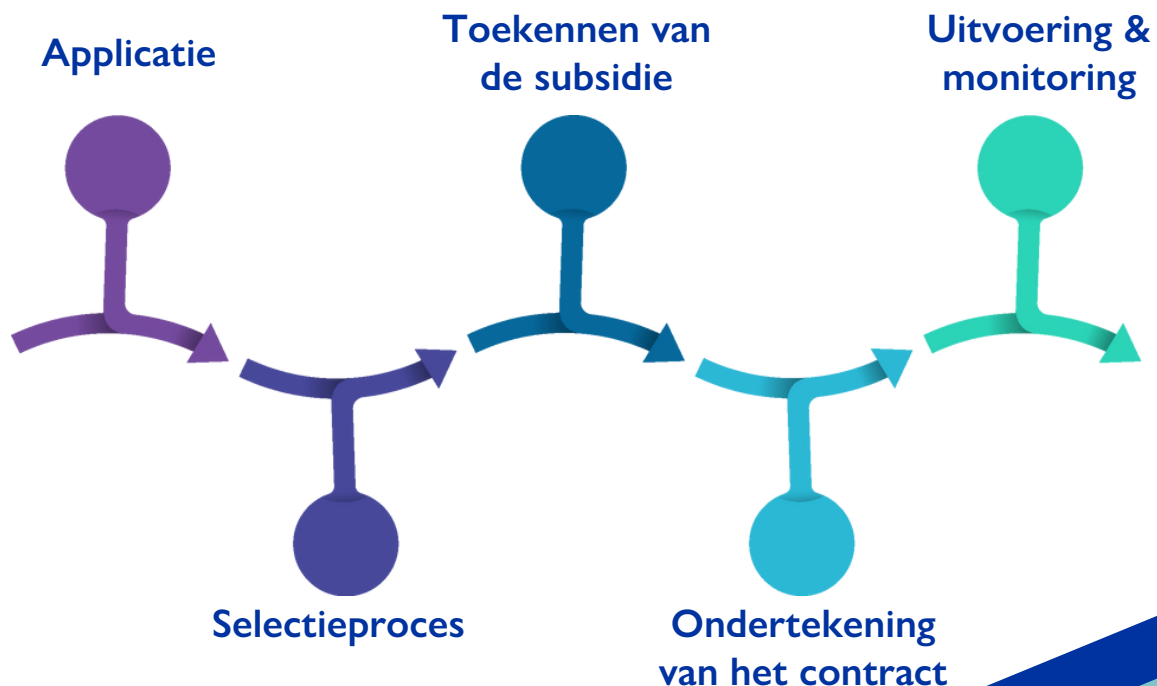 Applicatie
Selectieproces
Toekennen van
de subsidie
Ondertekening
van het contract
Uitvoering &
monitoring